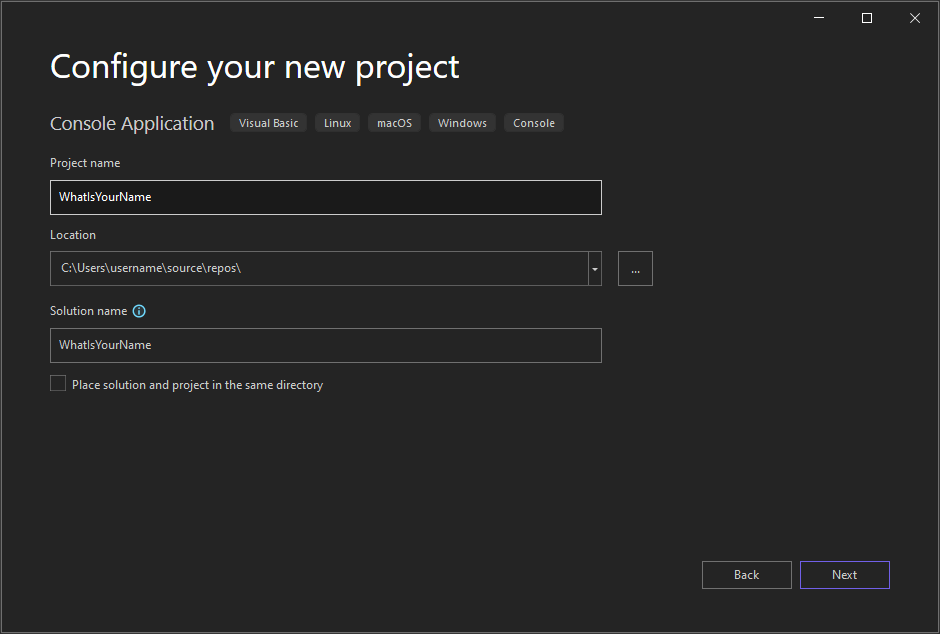 Configure your new project
Console Application Visual Basic Linux macOS Windows Console
Project name
WhatIsYourName
Location
C:\Users\username\source\repos\
...
Solution name
WhatIsYourName
Place solution and project in the same directory
Back Next